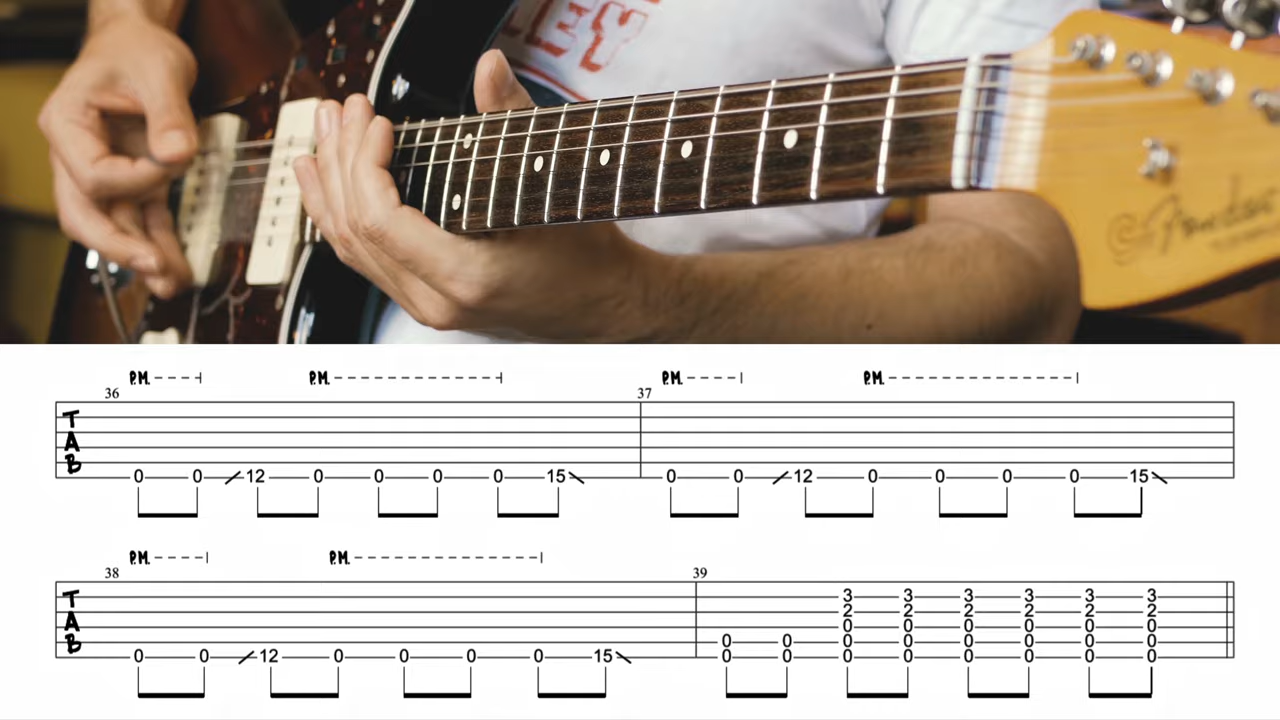 LEY
Fender
P.M. P.M. P.M. P.M.
36 37
T
A
B
0 0 12 0 0 0 0 15 0 0 12 0 0 0 0 15
P.M. P.M.
38 39
3 3 3 3 3 3
T 2 2 2 2 2 2
A 0 0 0 0 0 0
B 0 0 0 0 0 0 0 0
0 0 12 0 0 0 0 15 0 0 0 0 0 0 0 0